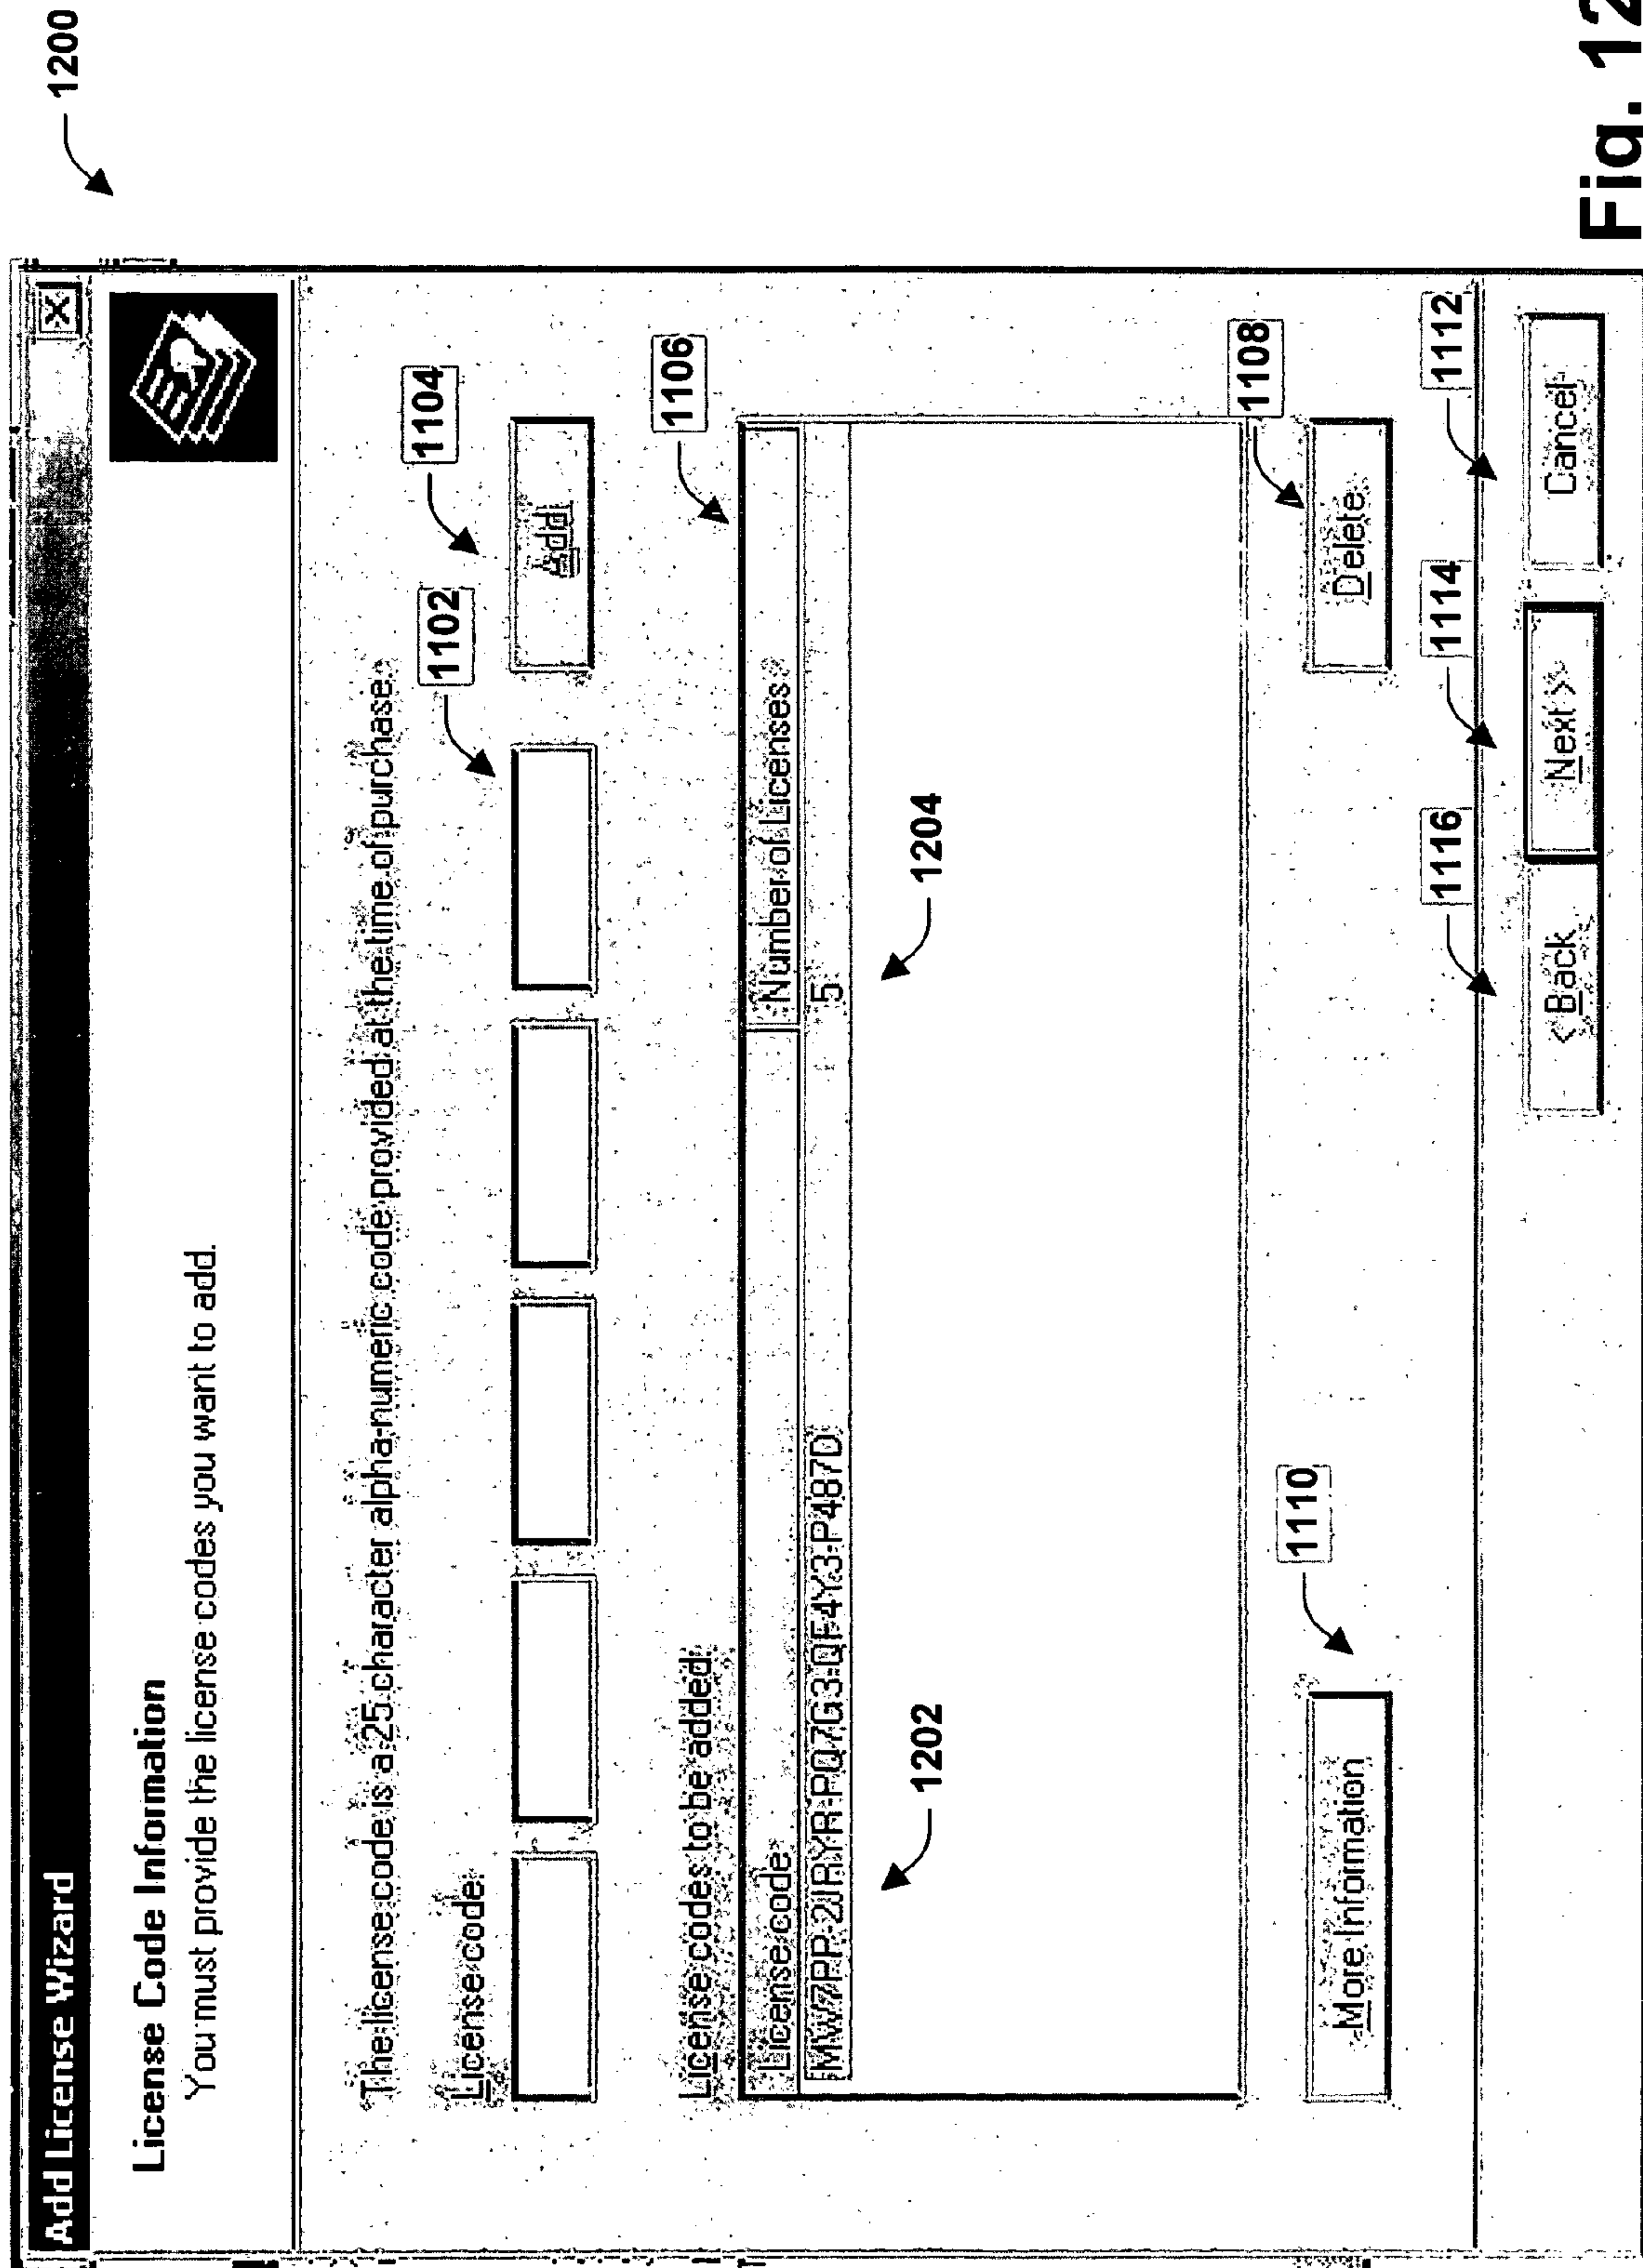 1200
Add License Wizard
License Code Information
You must provide the license codes you want to add.
The license code is a 25 character alpha-numeric code provided at the time of purchase.
1102
1104
License code:
Add
License codes to be added:
1106
License code
Number of Licenses
MW7PP-2JRYR-PQ7G3-QF4Y3-P487D
5
1202
1204
1110
1108
More Information
Delete
1116
1114
1112
< Back
Next >
Cancel
Fig. 12